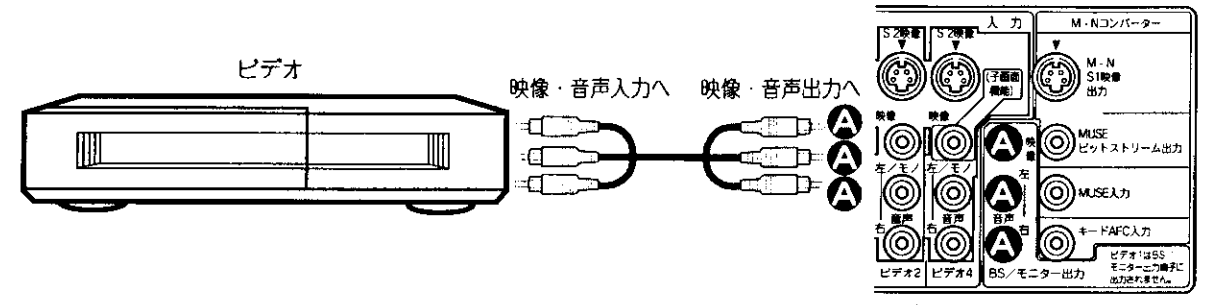 ビデオ
映像・音声入力へ
映像・音声出力へ
A
A
A
入力
S2映像
S2映像
(子画面
機能)
映像
映像
左/モノ
左/モノ
音声
音声
右
右
ビデオ2
ビデオ4
A
映像
左
A
音声
右
A
BS/モニター出力
M-Nコンバーター
M-N
S1映像
出力
MUSE
ビットストリーム出力
MUSE入力
キードAFC入力
ビデオ1はBS
モニター出力端子に
出力されません。